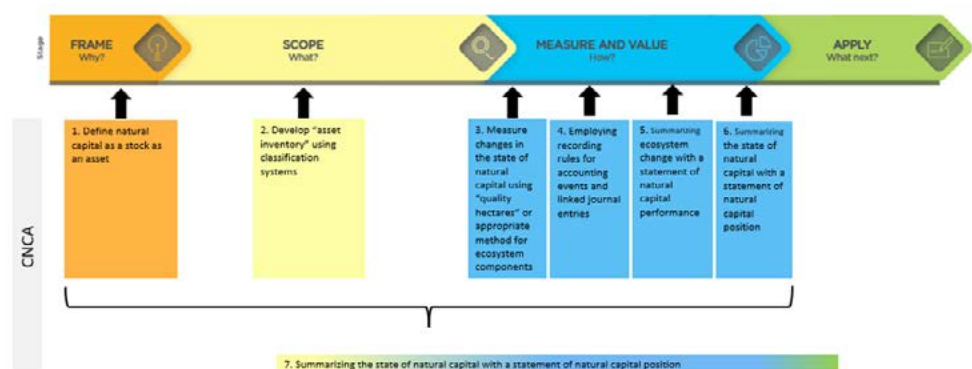 Stage
FRAME
Why?
SCOPE
What?
MEASURE AND VALUE
How?
APPLY
What next?
CNCA
1. Define natural
capital as a stock as
an asset
2. Develop "asset
inventory" using
classification
systems
3. Measure
changes in
the state of
natural
capital using
"quality
hectares" or
appropriate
method for
ecosystem
components
4. Employing
recording
rules for
accounting
events and
linked journal
entries
5. Summarizing
ecosystem
change with a
statement of
natural
capital
performance
6. Summarizing
the state of
natural
capital with a
statement of
natural
capital
position
7. Summarizing the state of natural capital with a statement of natural capital position